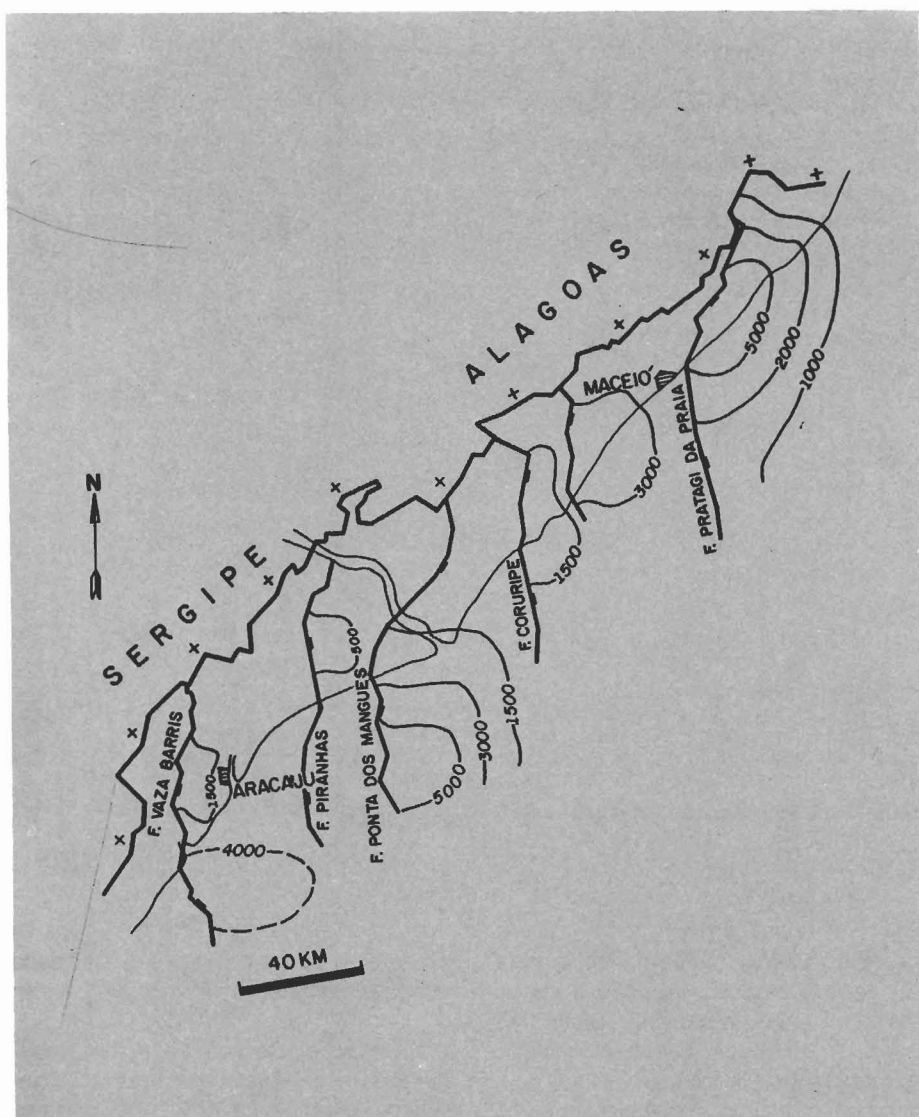 ALAGOAS
5000
2000
1000
MACEIÓ
3000
F. PRATAGI DA PRAIA
N
1500
F. CORURIPE
SERGIPE
500
1500
3000
5000
F. PONTA DOS MANGUES
F. PIRANHAS
F. VAZA BARRIS
1500
ARACAJU
4000
40 KM